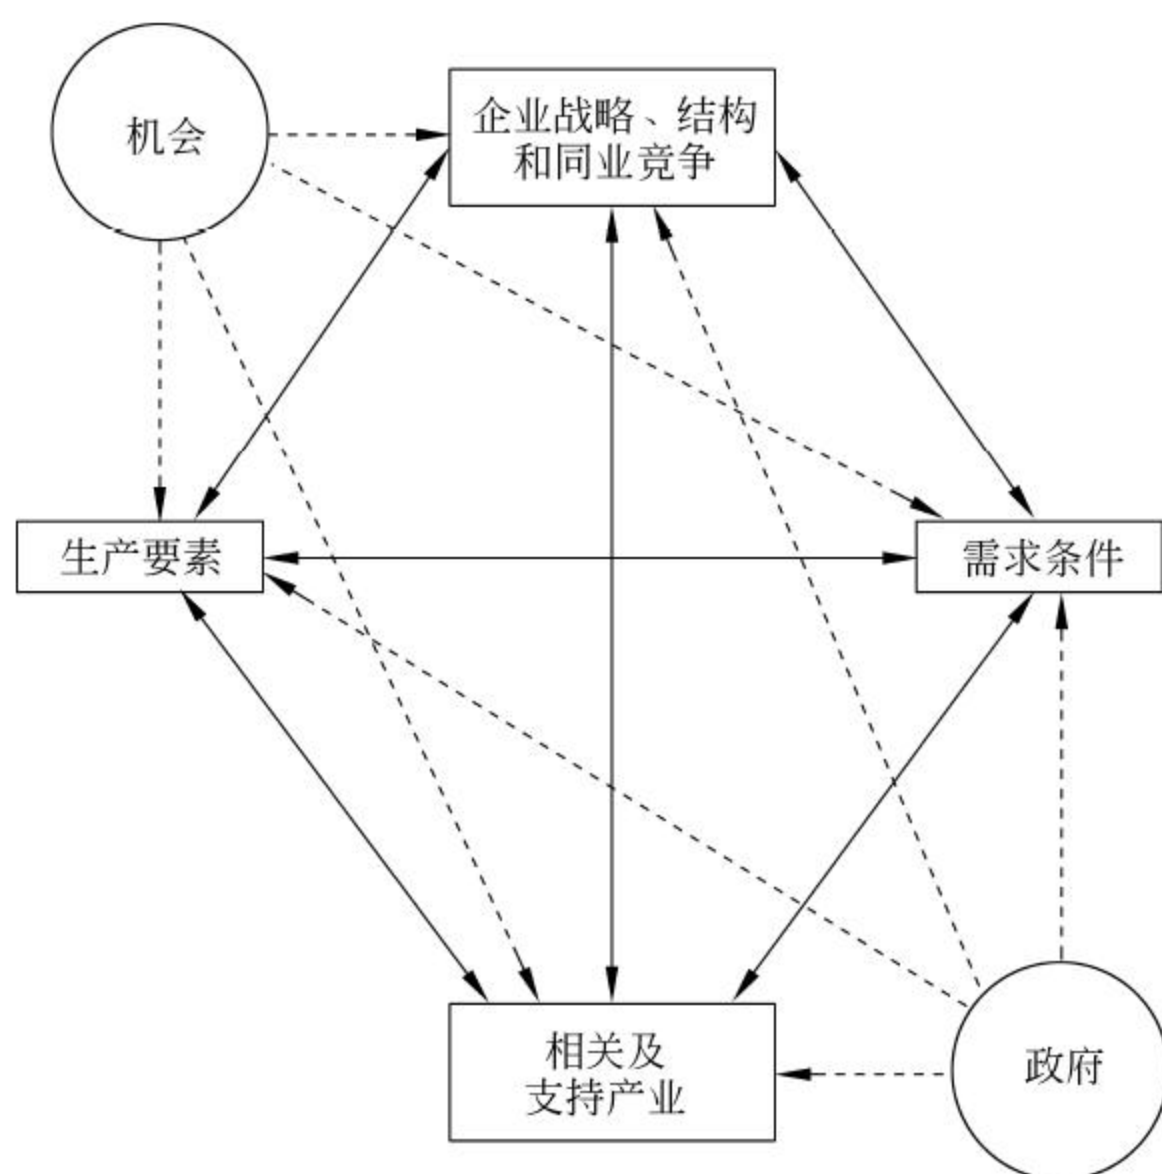 机会
企业战略、结构
和同业竞争
生产要素
需求条件
相关及
支持产业
政府